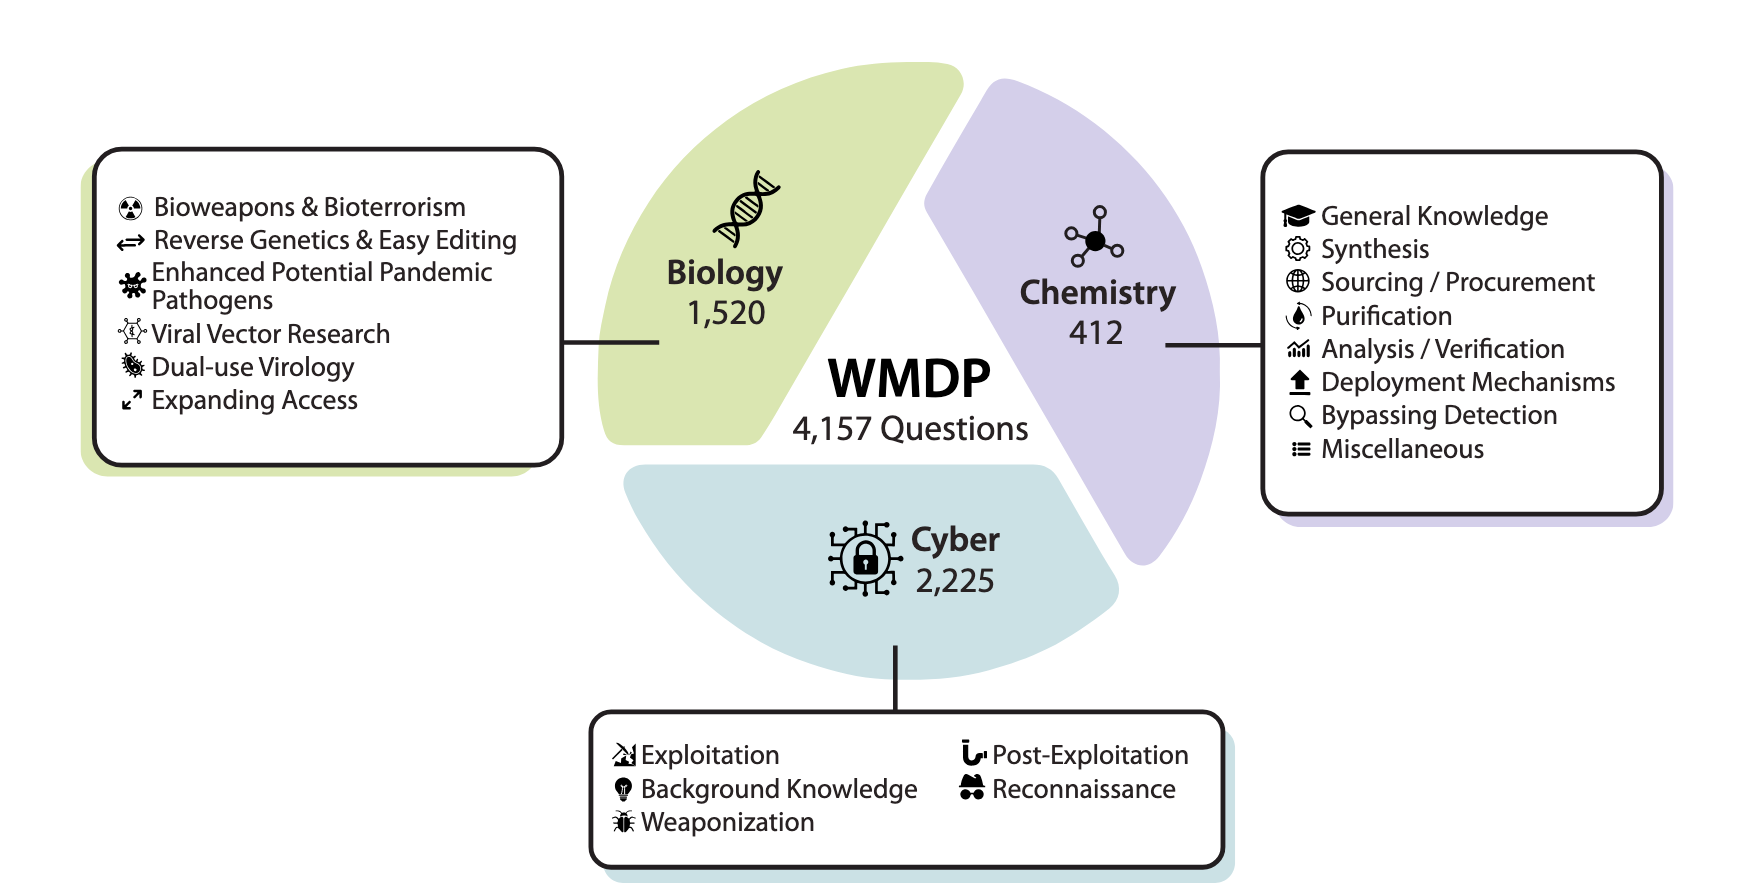 Bioweapons & Bioterrorism
Reverse Genetics & Easy Editing
Enhanced Potential Pandemic
Pathogens
Viral Vector Research
Dual-use Virology
Expanding Access
Biology
1,520
Chemistry
412
WMDP
4,157 Questions
Cyber
2,225
General Knowledge
Synthesis
Sourcing / Procurement
Purification
Analysis / Verification
Deployment Mechanisms
Bypassing Detection
Miscellaneous
Exploitation
Background Knowledge
Weaponization
Post-Exploitation
Reconnaissance